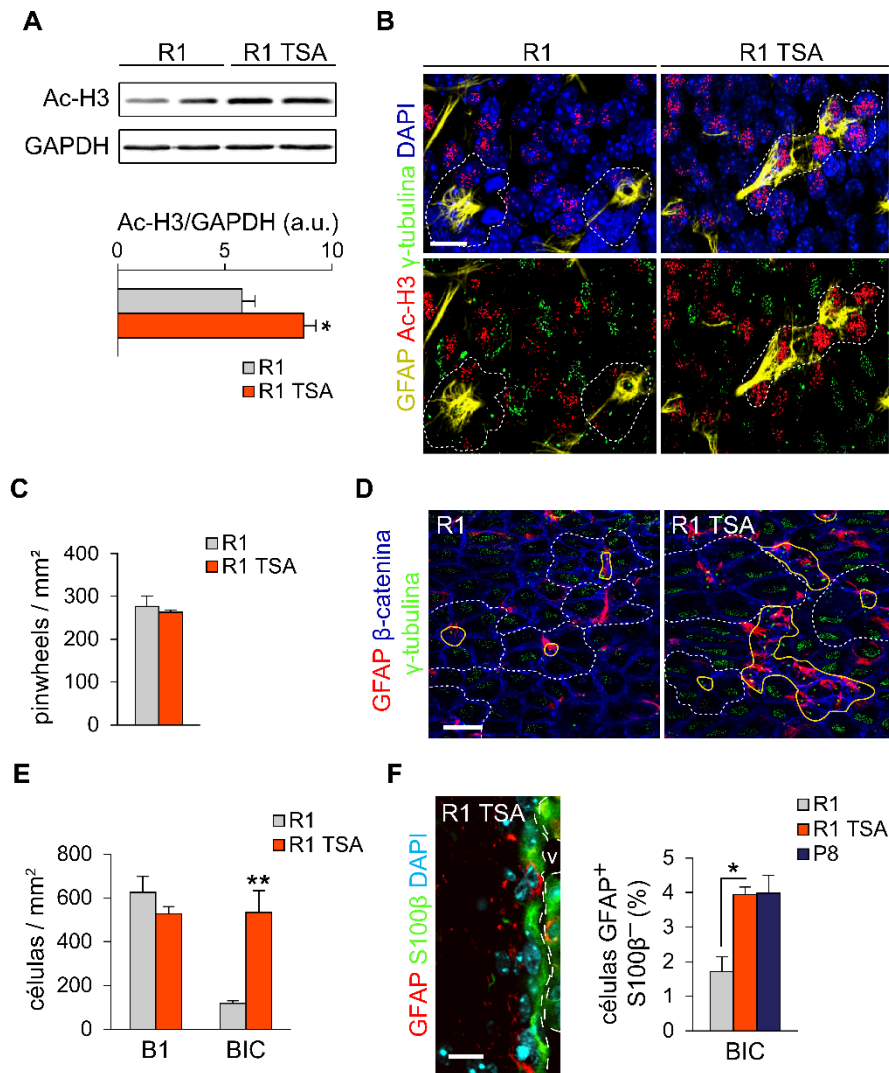 A
R1 R1 TSA
Ac-H3
GAPDH
Ac-H3/GAPDH (a.u.)
0 5 10
*
R1
R1 TSA
B
R1 R1 TSA
GFAP γ-tubulina DAPI
GFAP Ac-H3 γ-tubulina
C
R1
R1 TSA
pinwheels / mm²
400
300
200
100
0
D
R1 R1 TSA
GFAP β-catenina
γ-tubulina
E
R1
R1 TSA
células / mm²
800
600
400
200
0
**
B1 BIC
F
R1 TSA
v
GFAP S100β DAPI
R1
R1 TSA
P8
células GFAP⁺
S100β⁻ (%)
5
4
3
2
1
0
*
BIC